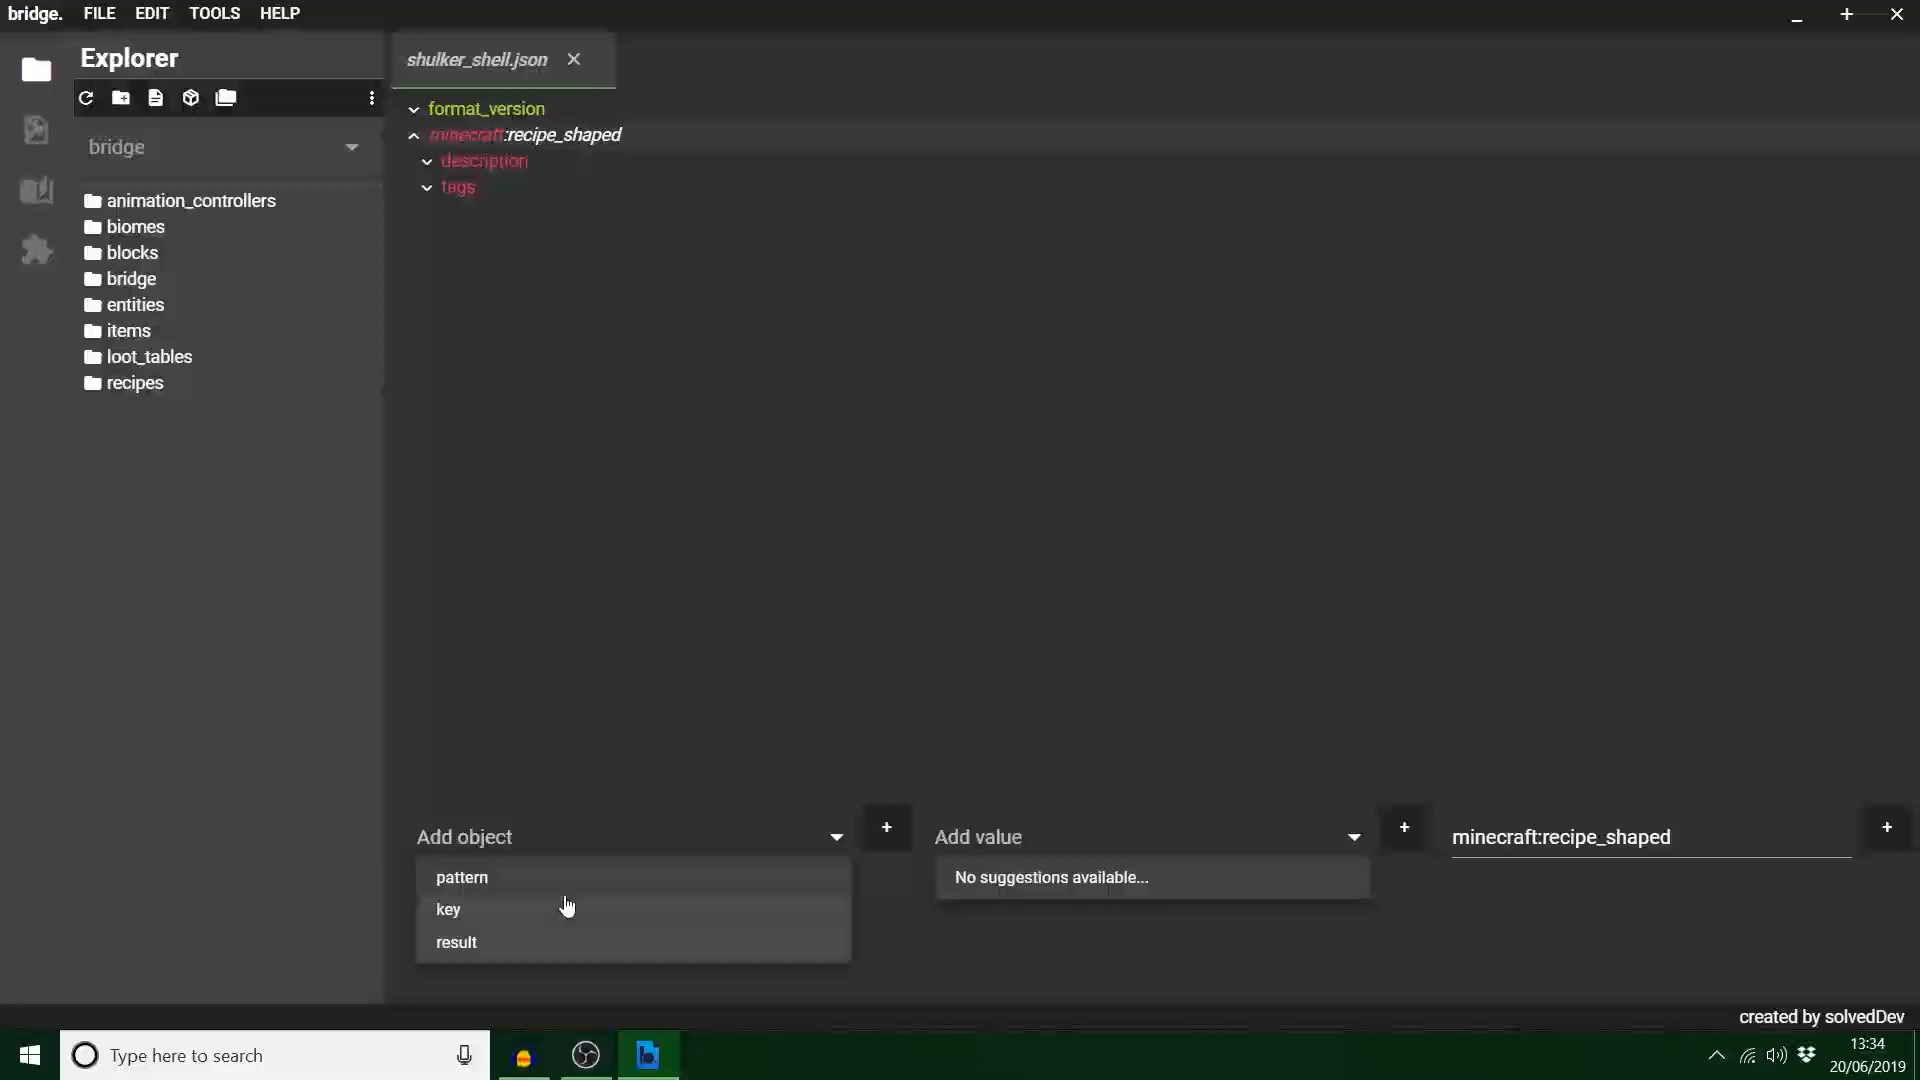 bridge. FILE EDIT TOOLS HELP
Explorer
bridge
animation_controllers
biomes
blocks
bridge
entities
items
loot_tables
recipes
shulker_shell.json
format_version
minecraft:recipe_shaped
description
tags
Add object
pattern
key
result
Add value
No suggestions available...
minecraft:recipe_shaped
created by solvedDev
Type here to search
13:34
20/06/2019